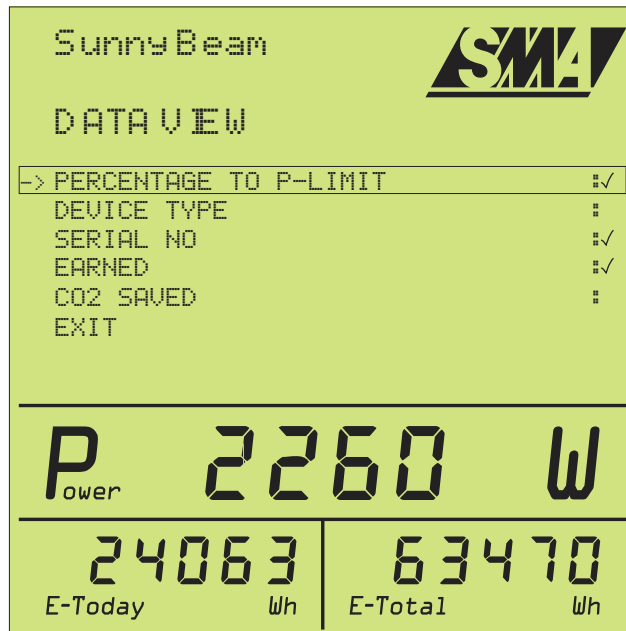 SunnyBeam
SMA
DATA VIEW
-> PERCENTAGE TO P-LIMIT :✓
DEVICE TYPE :
SERIAL NO :✓
EARNED :✓
CO2 SAVED :
EXIT
Power 2260 W
24063 63470
E-Today Wh E-Total Wh